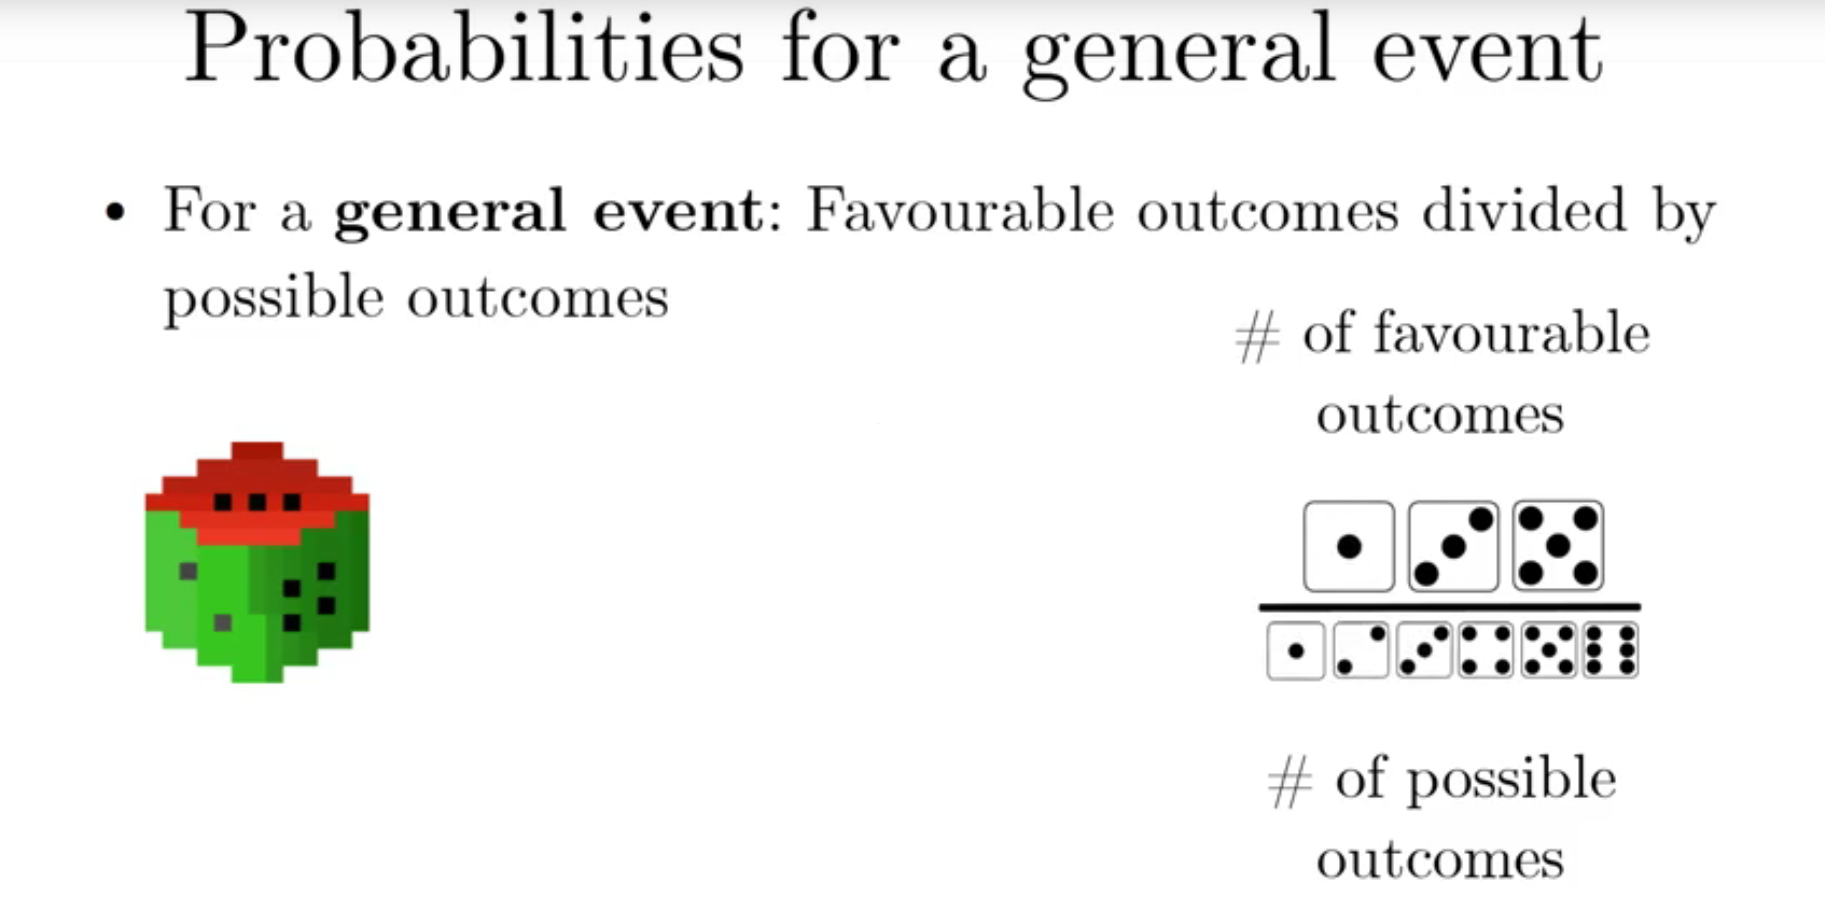 Probabilities for a general event
• For a general event: Favourable outcomes divided by
possible outcomes
# of favourable
outcomes
# of possible
outcomes